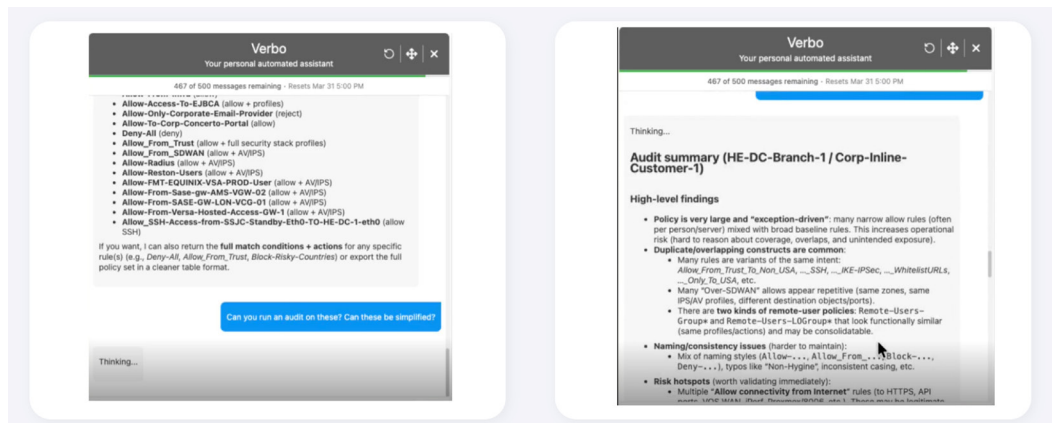 Verbo
Your personal automated assistant
467 of 500 messages remaining - Resets Mar 31 5:00 PM
• Allow-Access-To-EJBCA (allow + profiles)
• Allow-Only-Corporate-Email-Provider (reject)
• Allow-To-Corp-Concerto-Portal (allow)
• Deny-All (deny)
• Allow_From_Trust (allow + full security stack profiles)
• Allow_From_SDWAN (allow + AV/IPS)
• Allow-Radius (allow + AV/IPS)
• Allow-Reston-Users (allow + AV/IPS)
• Allow-FMT-EQUINIX-VSA-PROD-User (allow + AV/IPS)
• Allow-From-Sase-gw-AMS-VGW-02 (allow + AV/IPS)
• Allow-From-SASE-GW-LON-VCG-01 (allow + AV/IPS)
• Allow-From-Versa-Hosted-Access-GW-1 (allow + AV/IPS)
• Allow_SSH-Access-from-SSJC-Standby-Eth0-TO-HE-DC-1-eth0 (allow
SSH)
If you want, I can also return the full match conditions + actions for any specific
rule(s) (e.g., Deny-All, Allow_From_Trust, Block-Risky-Countries) or export the full
policy set in a cleaner table format.
Can you run an audit on these? Can these be simplified?
Thinking...
Verbo
Your personal automated assistant
467 of 500 messages remaining - Resets Mar 31 5:00 PM
Thinking...
Audit summary (HE-DC-Branch-1 / Corp-Inline-
Customer-1)
High-level findings
• Policy is very large and “exception-driven”: many narrow allow rules (often
per person/server) mixed with broad baseline rules. This increases operational
risk (hard to reason about coverage, overlaps, and unintended exposure).
• Duplicate/overlapping constructs are common:
• Many rules are variants of the same intent:
Allow_From_Trust_To_Non_USA, ..._SSH, ..._IKE-IPSec, ..._WhitelistURLs,
..._Only_To_USA, etc.
• Many “Over-SDWAN” allows appear repetitive (same zones, same
IPS/AV profiles, different destination objects/ports).
• There are two kinds of remote-user policies: Remote-Users-
Group* and Remote-Users-LOGroup* that look functionally similar
(same profiles/actions) and may be consolidatable.
• Naming/consistency issues (harder to maintain):
• Mix of naming styles (Allow-..., Allow_From_..., Block-...,
Deny-...), typos like “Non-Hygine”, inconsistent casing, etc.
• Risk hotspots (worth validating immediately):
• Multiple “Allow connectivity from Internet” rules (to HTTPS, API